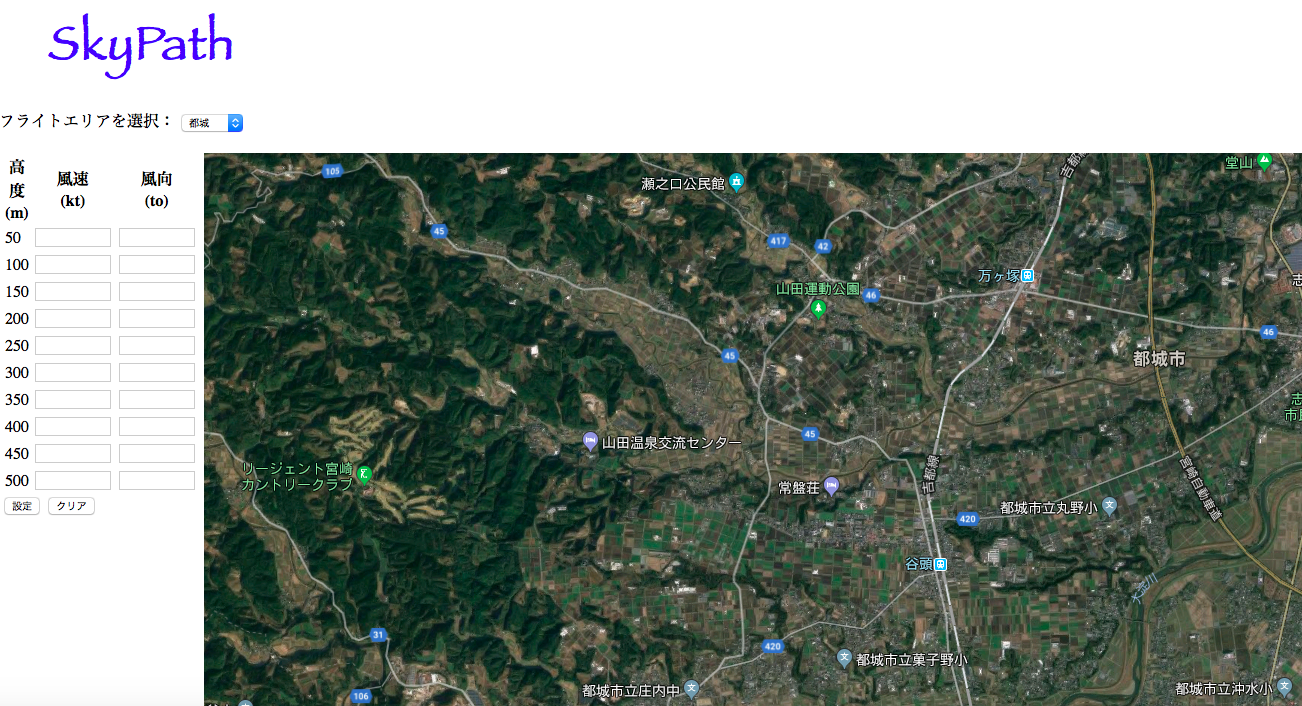 SkyPath
フライトエリアを選択： 都城
高度(m) 風速(kt) 風向(to)
50
100
150
200
250
300
350
400
450
500
設定 クリア
105
瀬之口公民館
吉都線
堂山
45
417
42
万ヶ塚
山田運動公園
46
46
45
都城市
45
山田温泉交流センター
リージェント宮崎
カントリークラブ
吉都線
宮崎自動車道
常盤荘
420
都城市立丸野小
谷頭
大淀川
31
420
都城市立菓子野小
都城市立庄内中
都城市立沖水小
106